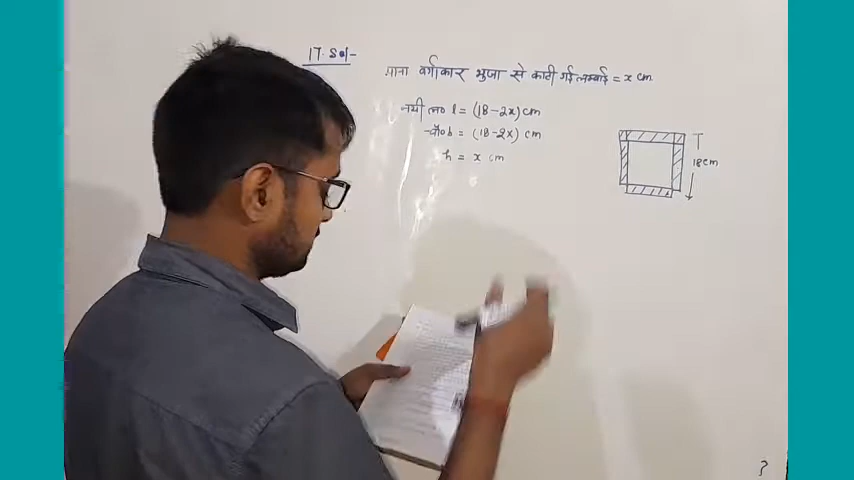 17. Sol-
माना वर्गाकार भुजा से काटी गई लम्बाई = x cm
नयी ल० l = (18-2x) cm
चौ० b = (18-2x) cm
h = x cm
18cm
?